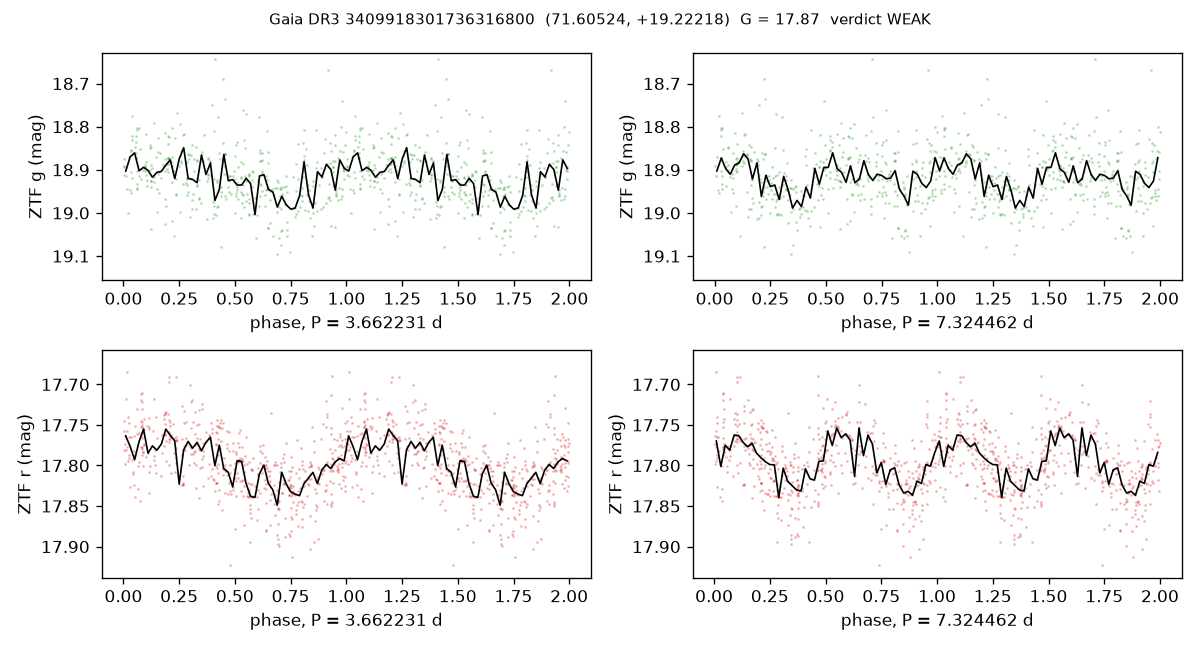 Gaia DR3 3409918301736316800 (71.60524, +19.22218) G = 17.87 verdict WEAK
ZTF g (mag)
18.7
18.8
18.9
19.0
19.1
0.00 0.25 0.50 0.75 1.00 1.25 1.50 1.75 2.00
phase, P = 3.662231 d
ZTF g (mag)
18.7
18.8
18.9
19.0
19.1
0.00 0.25 0.50 0.75 1.00 1.25 1.50 1.75 2.00
phase, P = 7.324462 d
ZTF r (mag)
17.70
17.75
17.80
17.85
17.90
0.00 0.25 0.50 0.75 1.00 1.25 1.50 1.75 2.00
phase, P = 3.662231 d
ZTF r (mag)
17.70
17.75
17.80
17.85
17.90
0.00 0.25 0.50 0.75 1.00 1.25 1.50 1.75 2.00
phase, P = 7.324462 d